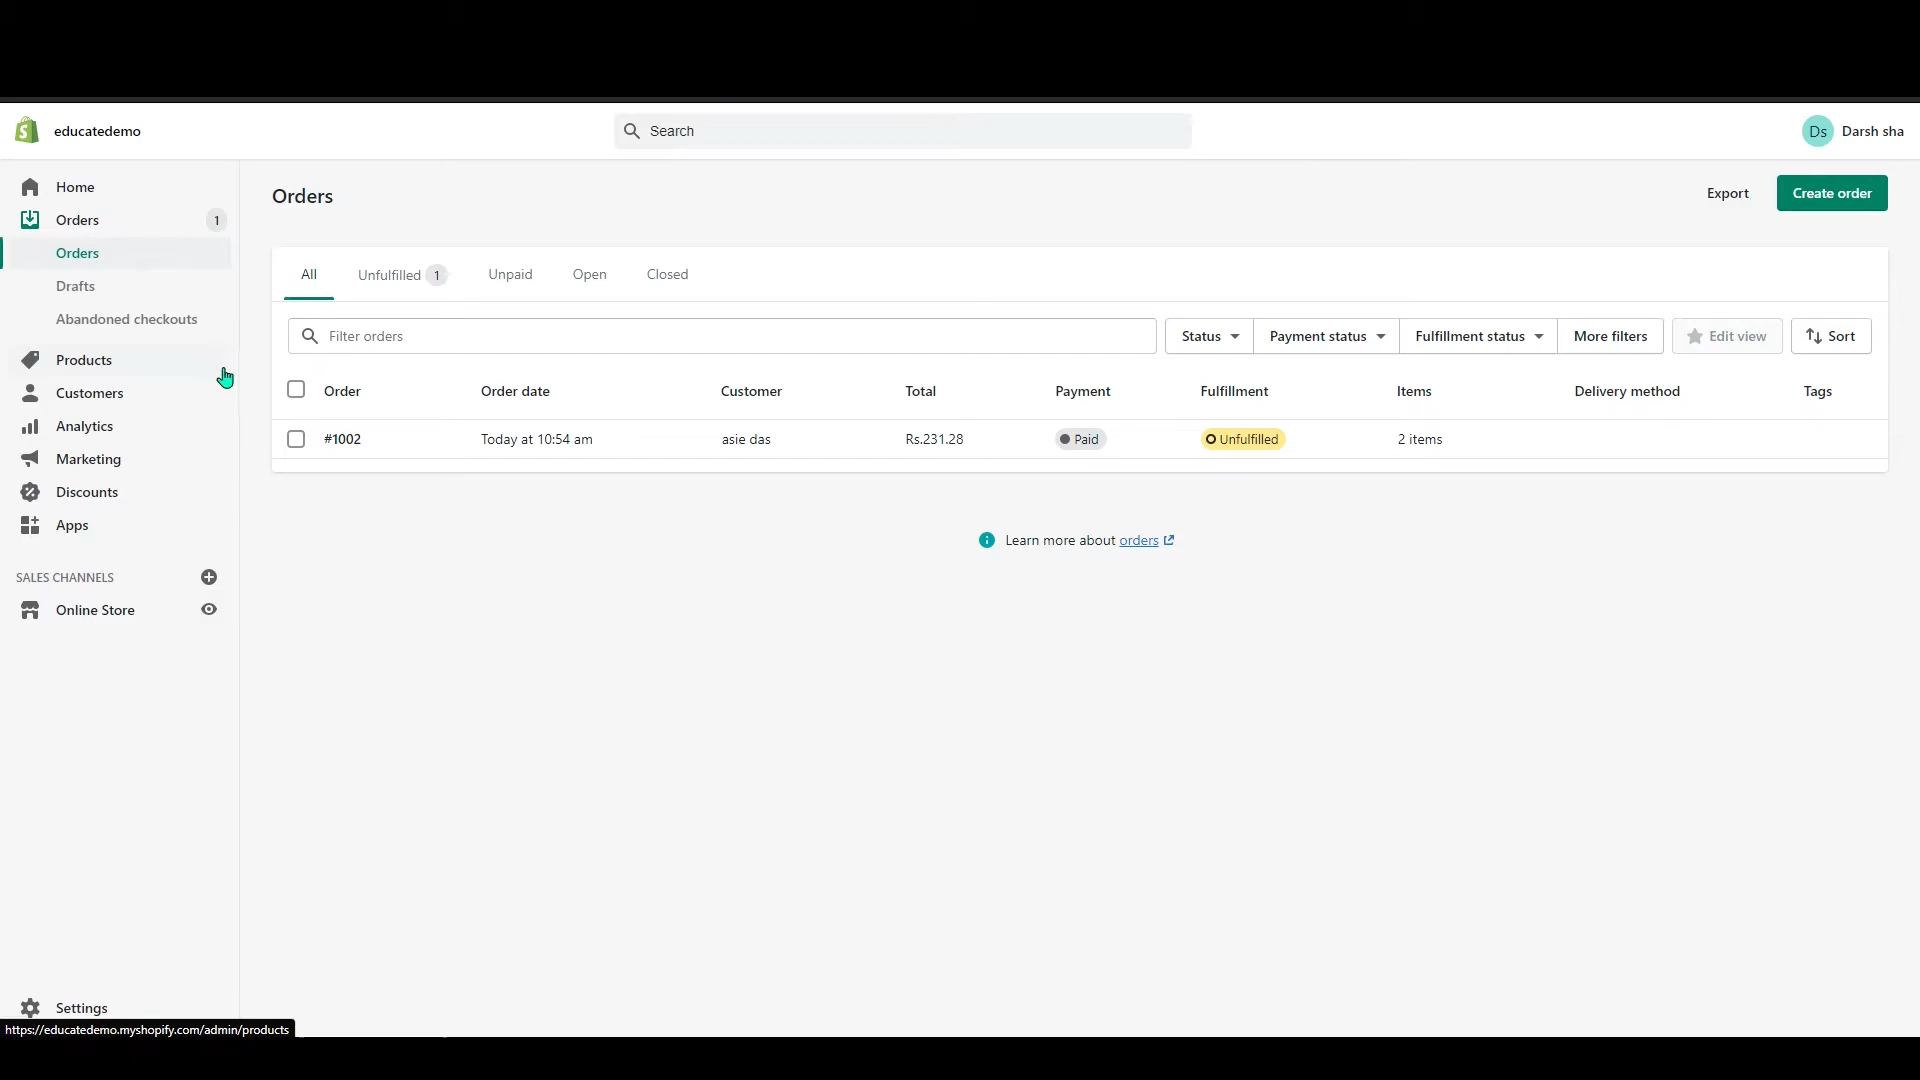 educatedemo
Search
Ds Darsh sha
Home
Orders 1
Orders
Drafts
Abandoned checkouts
Products
Customers
Analytics
Marketing
Discounts
Apps
SALES CHANNELS
Online Store
Settings
https://educatedemo.myshopify.com/admin/products
Orders
Export
Create order
All Unfulfilled 1 Unpaid Open Closed
Filter orders
Status Payment status Fulfillment status More filters Edit view Sort
Order Order date Customer Total Payment Fulfillment Items Delivery method Tags
#1002 Today at 10:54 am asie das Rs.231.28 Paid Unfulfilled 2 items
Learn more about orders